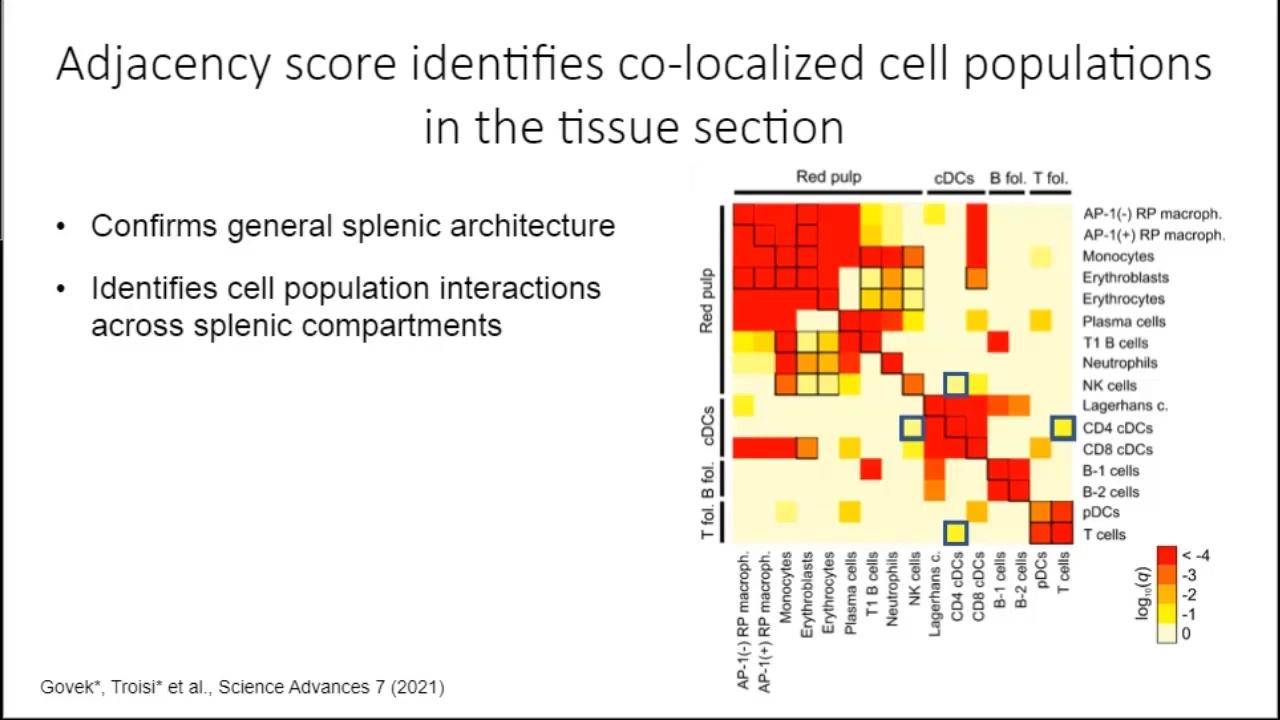 Adjacency score identifies co-localized cell populations
in the tissue section
• Confirms general splenic architecture
• Identifies cell population interactions
across splenic compartments
Red pulp
cDCs
B fol.
T fol.
Red pulp
cDCs
B fol.
T fol.
AP-1(-) RP macroph.
AP-1(+) RP macroph.
Monocytes
Erythroblasts
Erythrocytes
Plasma cells
T1 B cells
Neutrophils
NK cells
Lagerhans c.
CD4 cDCs
CD8 cDCs
B-1 cells
B-2 cells
pDCs
T cells
AP-1(-) RP macroph.
AP-1(+) RP macroph.
Monocytes
Erythroblasts
Erythrocytes
Plasma cells
T1 B cells
Neutrophils
NK cells
Lagerhans c.
CD4 cDCs
CD8 cDCs
B-1 cells
B-2 cells
pDCs
T cells
log10(q)
< -4
-3
-2
-1
0
Govek*, Troisi* et al., Science Advances 7 (2021)